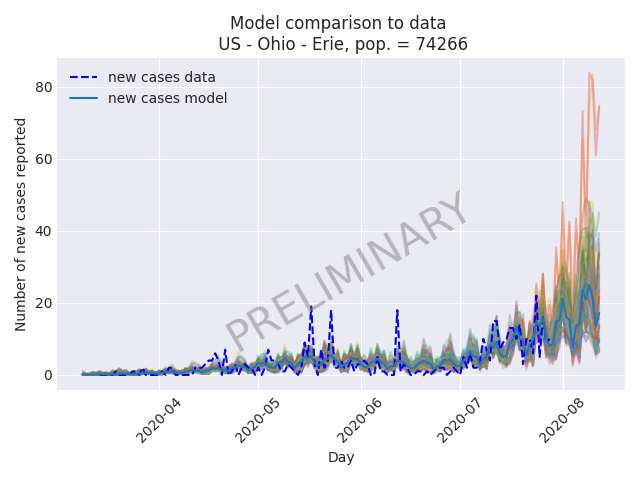 Model comparison to data
US - Ohio - Erie, pop. = 74266
new cases data
new cases model
Number of new cases reported
80
60
40
20
0
PRELIMINARY
2020-04
2020-05
2020-06
2020-07
2020-08
Day